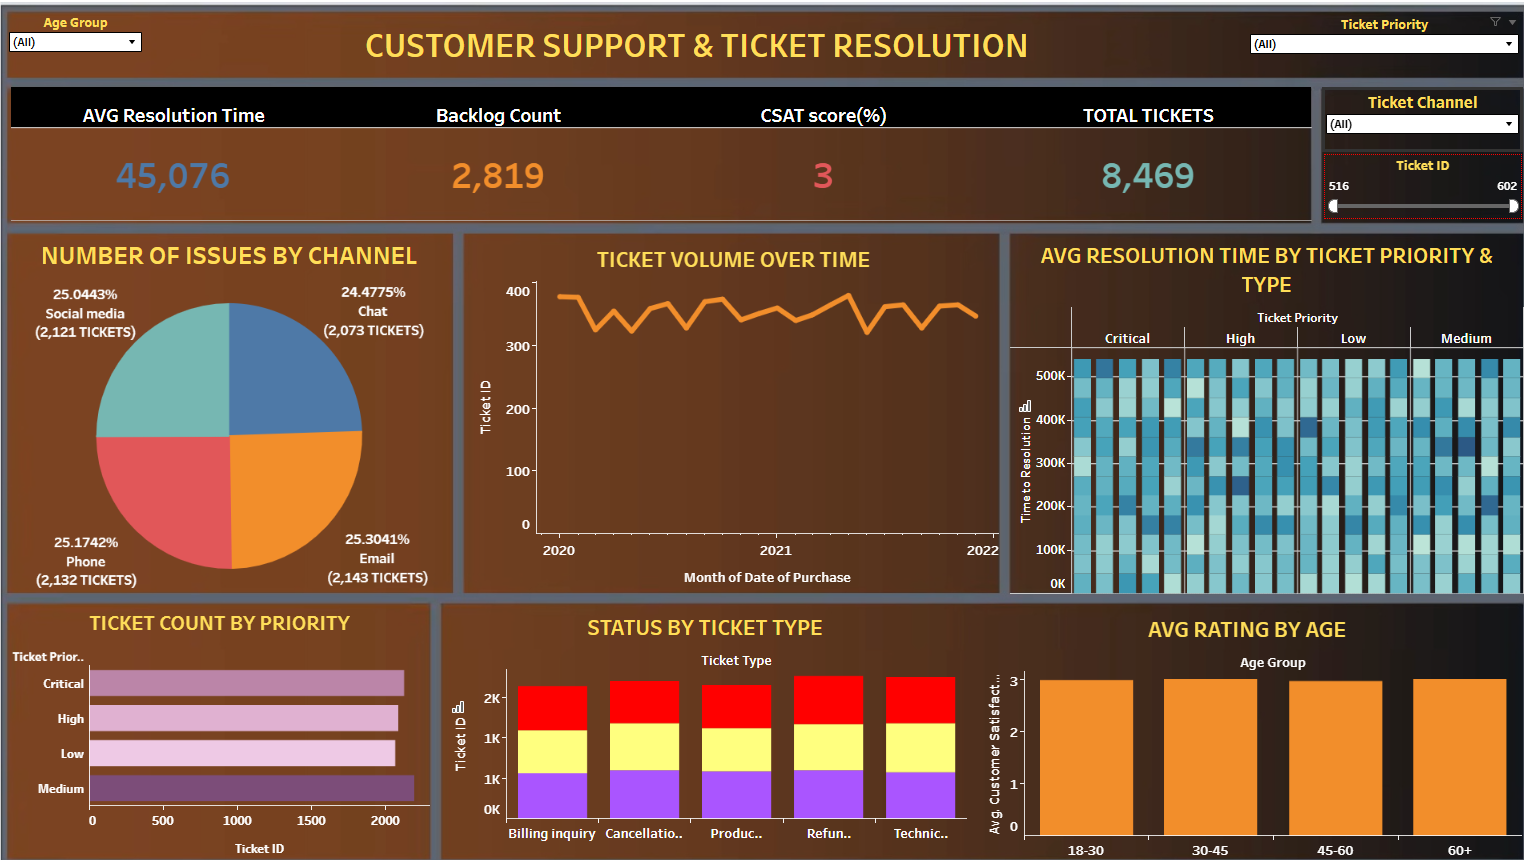 Age Group
(All)
CUSTOMER SUPPORT & TICKET RESOLUTION
Ticket Priority
(All)
AVG Resolution Time
Backlog Count
CSAT score(%)
TOTAL TICKETS
45,076
2,819
3
8,469
Ticket Channel
(All)
Ticket ID
516
602
NUMBER OF ISSUES BY CHANNEL
25.0443%
Social media
(2,121 TICKETS)
24.4775%
Chat
(2,073 TICKETS)
25.1742%
Phone
(2,132 TICKETS)
25.3041%
Email
(2,143 TICKETS)
TICKET VOLUME OVER TIME
Ticket ID
400
300
200
100
0
2020
2021
2022
Month of Date of Purchase
AVG RESOLUTION TIME BY TICKET PRIORITY &
TYPE
Ticket Priority
Critical
High
Low
Medium
Time to Resolution
500K
400K
300K
200K
100K
0K
TICKET COUNT BY PRIORITY
Ticket Prior..
Critical
High
Low
Medium
0
500
1000
1500
2000
Ticket ID
STATUS BY TICKET TYPE
Ticket Type
Ticket ID
2K
1K
1K
0K
Billing inquiry
Cancellatio..
Produc..
Refun..
Technic..
AVG RATING BY AGE
Age Group
Avg. Customer Satisfact...
3
2
1
0
18-30
30-45
45-60
60+